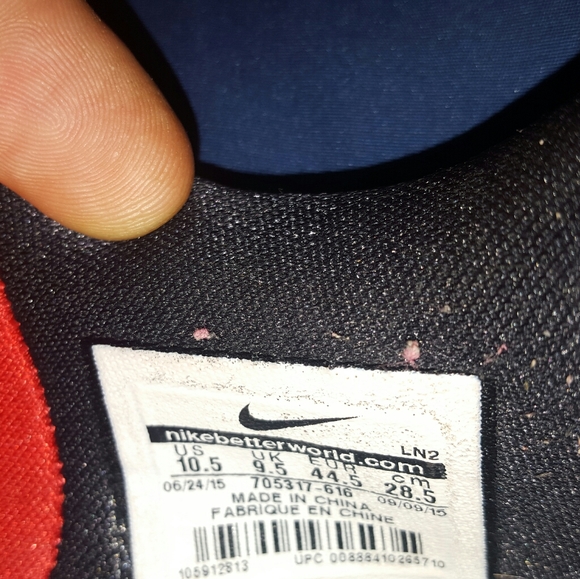 LN2
nikebetterworld.com
US UK EUR cm
10.5 9.5 44.5 28.5
06/24/15 705317-616 09/09/15
MADE IN CHINA
FABRIQUE EN CHINE
105912813 UPC 00888410265710